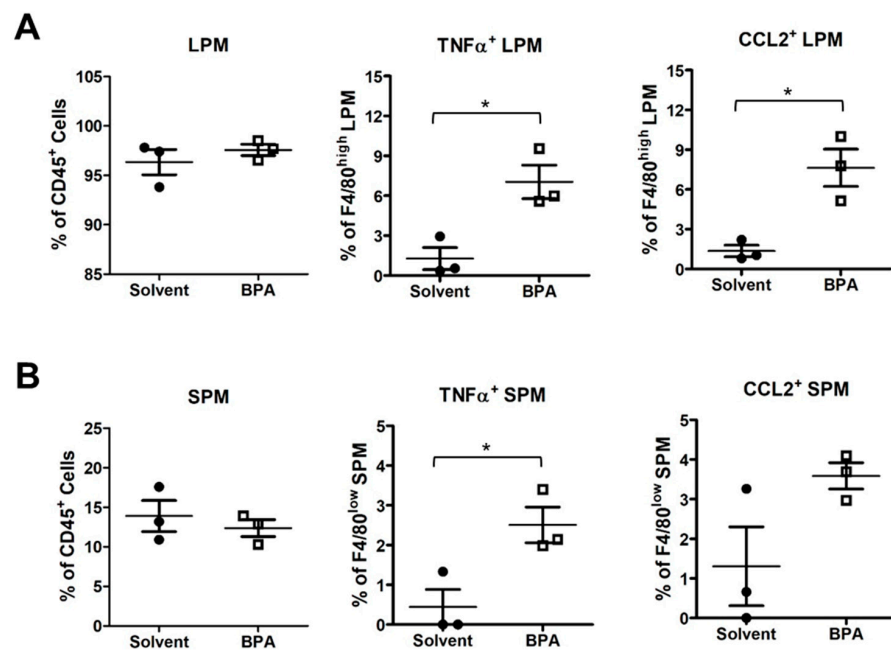 A
LPM
% of CD45⁺ Cells
105
100
95
90
85
Solvent
BPA
TNFα⁺ LPM
% of F4/80ʰⁱᵍʰ LPM
15
12
9
6
3
0
*
Solvent
BPA
CCL2⁺ LPM
% of F4/80ʰⁱᵍʰ LPM
15
12
9
6
3
0
*
Solvent
BPA
B
SPM
% of CD45⁺ Cells
25
20
15
10
5
0
Solvent
BPA
TNFα⁺ SPM
% of F4/80ˡᵒʷ SPM
5
4
3
2
1
0
*
Solvent
BPA
CCL2⁺ SPM
% of F4/80ˡᵒʷ SPM
5
4
3
2
1
0
Solvent
BPA